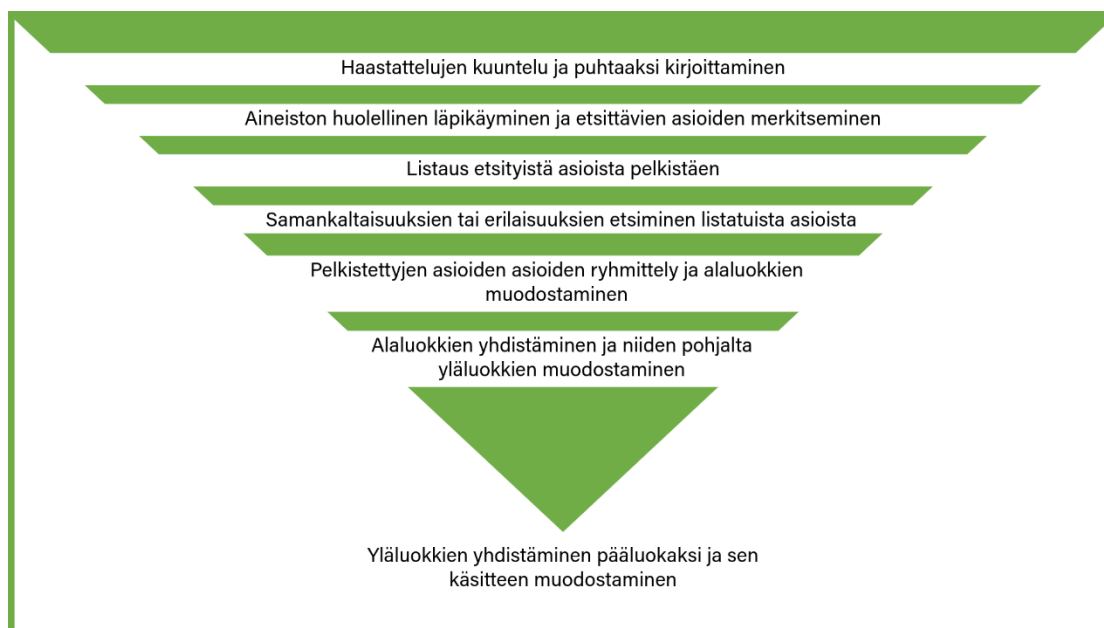 Haastattelujen kuuntelu ja puhtaaksi kirjoittaminen
Aineiston huolellinen läpikäyminen ja etsittävien asioiden merkitseminen
Listaus etsityistä asioista pelkistäen
Samankaltaisuuksien tai erilaisuuksien etsiminen listatuista asioista
Pelkistettyjen asioiden asioiden ryhmittely ja alaluokkien
muodostaminen
Alaluokkien yhdistäminen ja niiden pohjalta
yläluokkien muodostaminen
Yläluokkien yhdistäminen pääluokaksi ja sen
käsitteen muodostaminen